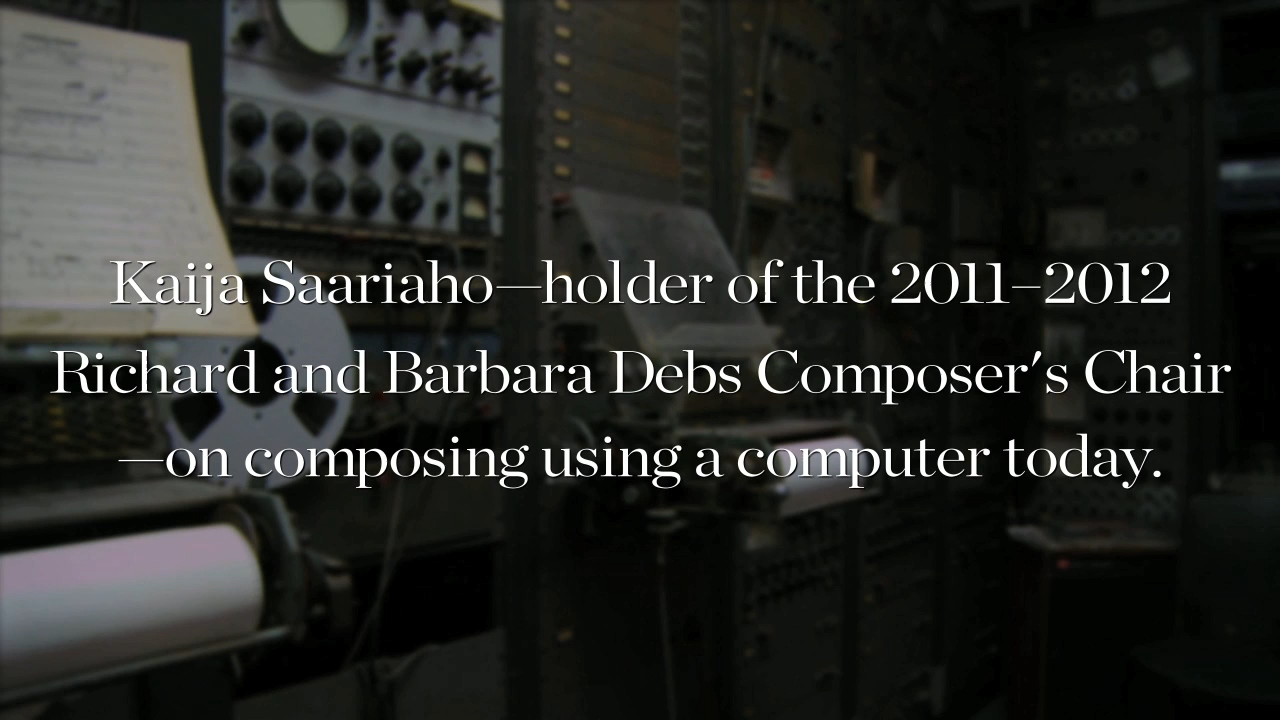 Kaija Saariaho—holder of the 2011–2012
Richard and Barbara Debs Composer's Chair
—on composing using a computer today.